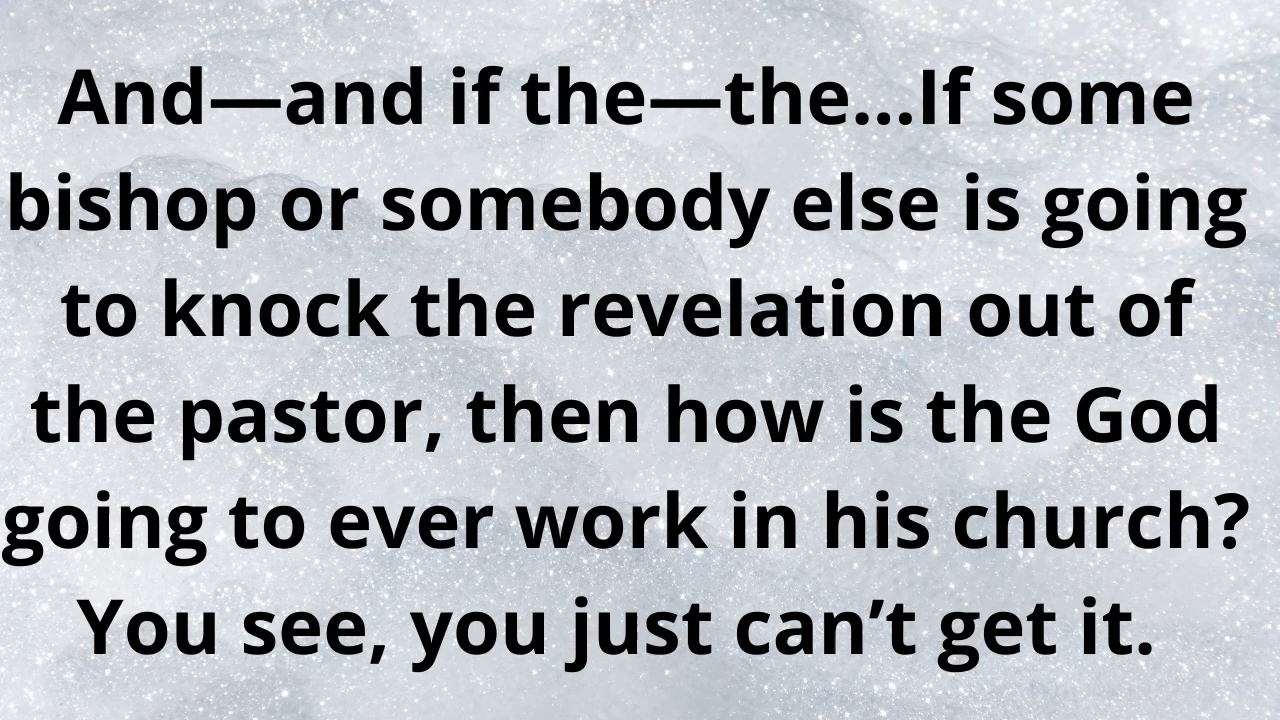 And—and if the—the...If some
bishop or somebody else is going
to knock the revelation out of
the pastor, then how is the God
going to ever work in his church?
You see, you just can’t get it.